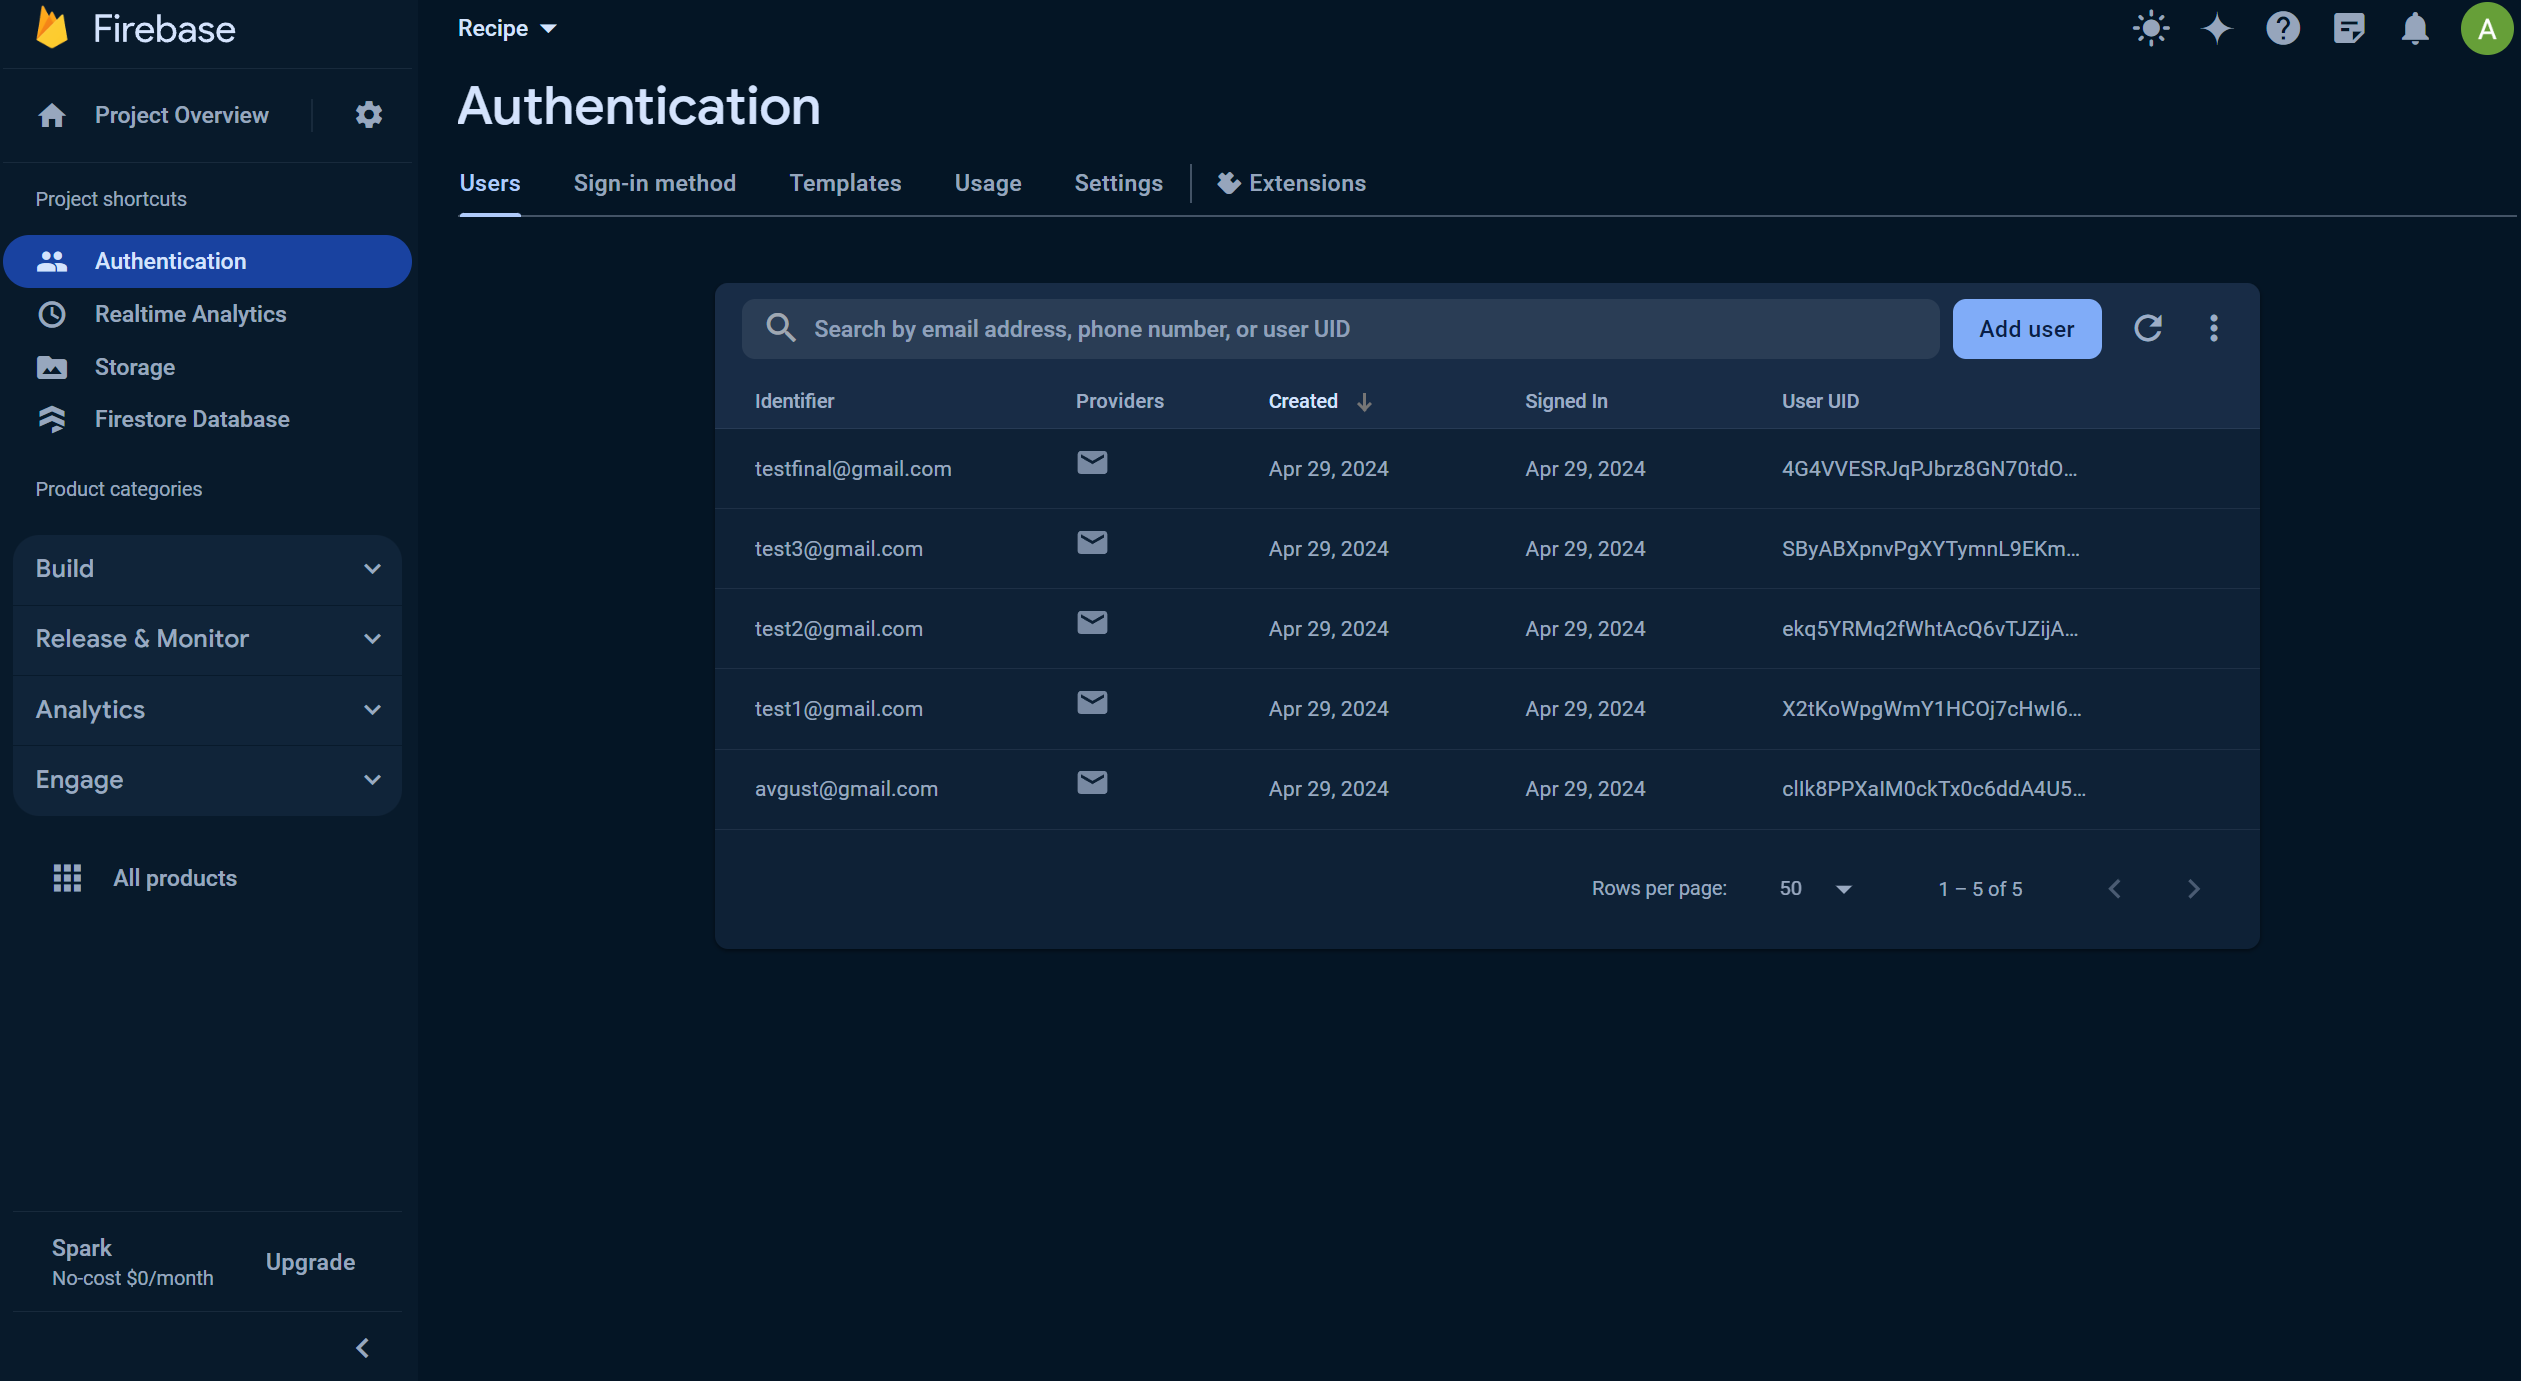 Firebase
Recipe
A
Project Overview
Authentication
Users Sign-in method Templates Usage Settings Extensions
Project shortcuts
Authentication
Realtime Analytics
Storage
Firestore Database
Product categories
Build
Release & Monitor
Analytics
Engage
All products
Spark
No-cost $0/month
Upgrade
Search by email address, phone number, or user UID
Add user
Identifier Providers Created Signed In User UID
testfinal@gmail.com Apr 29, 2024 Apr 29, 2024 4G4VVESRJqPJbrz8GN70tdO...
test3@gmail.com Apr 29, 2024 Apr 29, 2024 SByABXpnvPgXYTymnL9EKm...
test2@gmail.com Apr 29, 2024 Apr 29, 2024 ekq5YRMq2fWhtAcQ6vTJZijA...
test1@gmail.com Apr 29, 2024 Apr 29, 2024 X2tKoWpgWmY1HCOj7cHwI6...
avgust@gmail.com Apr 29, 2024 Apr 29, 2024 clIk8PPXaIM0ckTx0c6ddA4U5...
Rows per page: 50 1 – 5 of 5